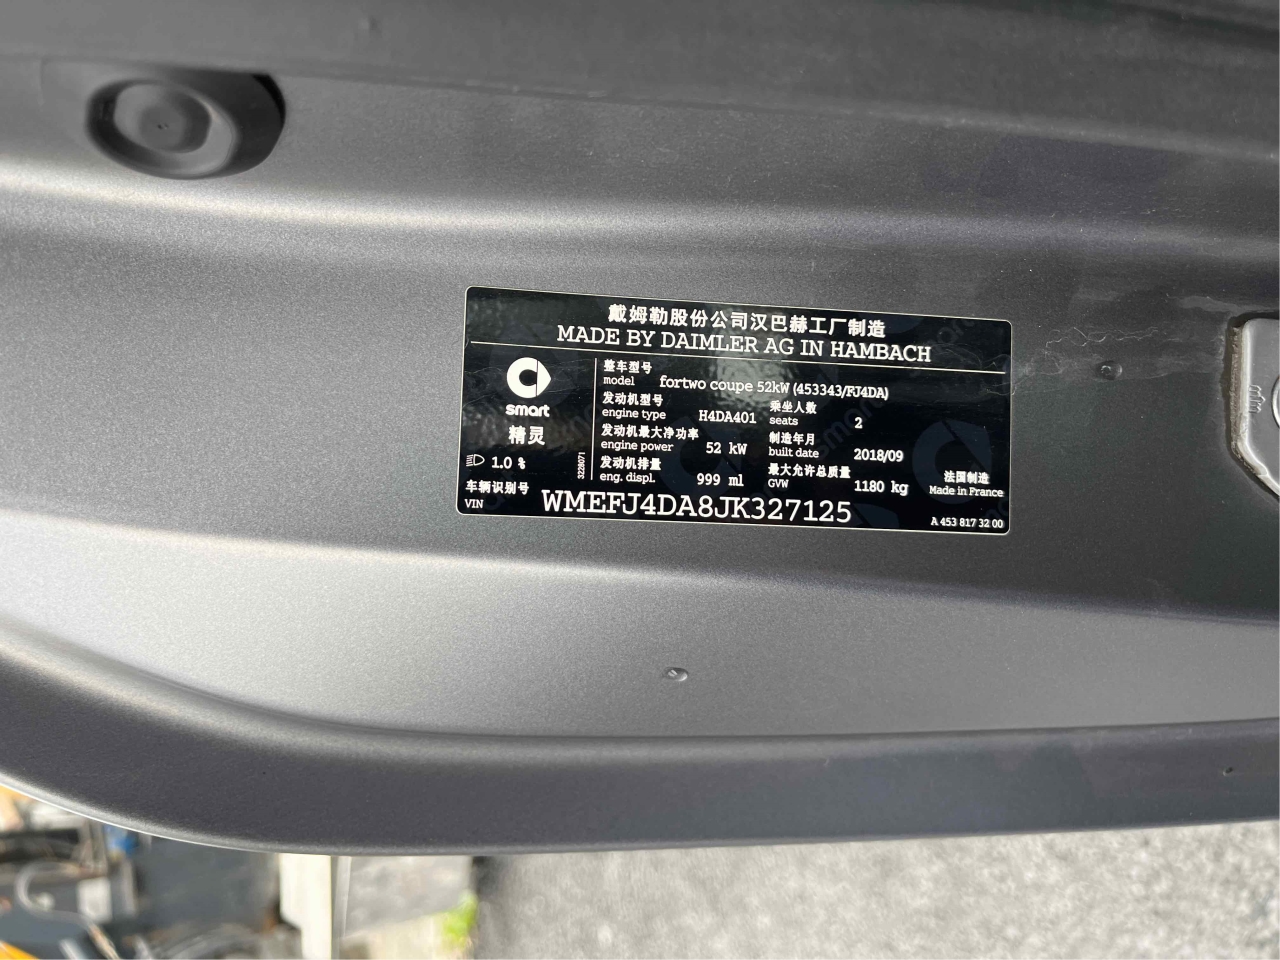 戴姆勒股份公司汉巴赫工厂制造
MADE BY DAIMLER AG IN HAMBACH
smart
精灵
1.0 %
3228071
整车型号
model fortwo coupe 52kW (453343/FJ4DA)
发动机型号
engine type H4DA401
乘坐人数
seats 2
发动机最大净功率
engine power 52 kW
制造年月
built date 2018/09
发动机排量
eng. displ. 999 ml
最大允许总质量
GVW 1180 kg
法国制造
Made in France
车辆识别号
VIN WMEFJ4DA8JK327125
A 453 817 32 00